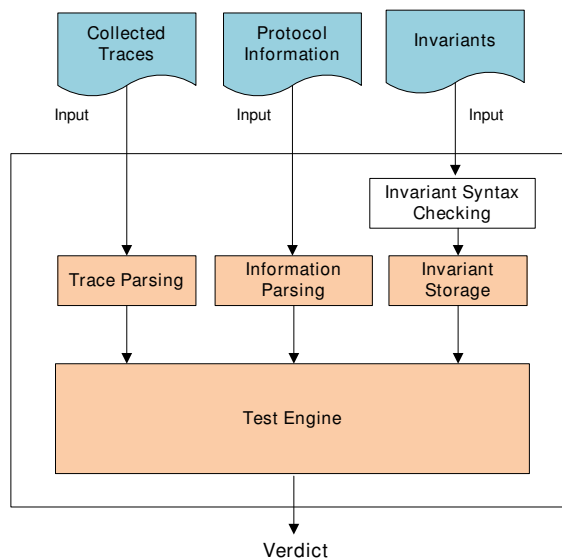 Collected
Traces
Protocol
Information
Invariants
Input
Input
Input
Invariant Syntax
Checking
Trace Parsing
Information
Parsing
Invariant
Storage
Test Engine
Verdict